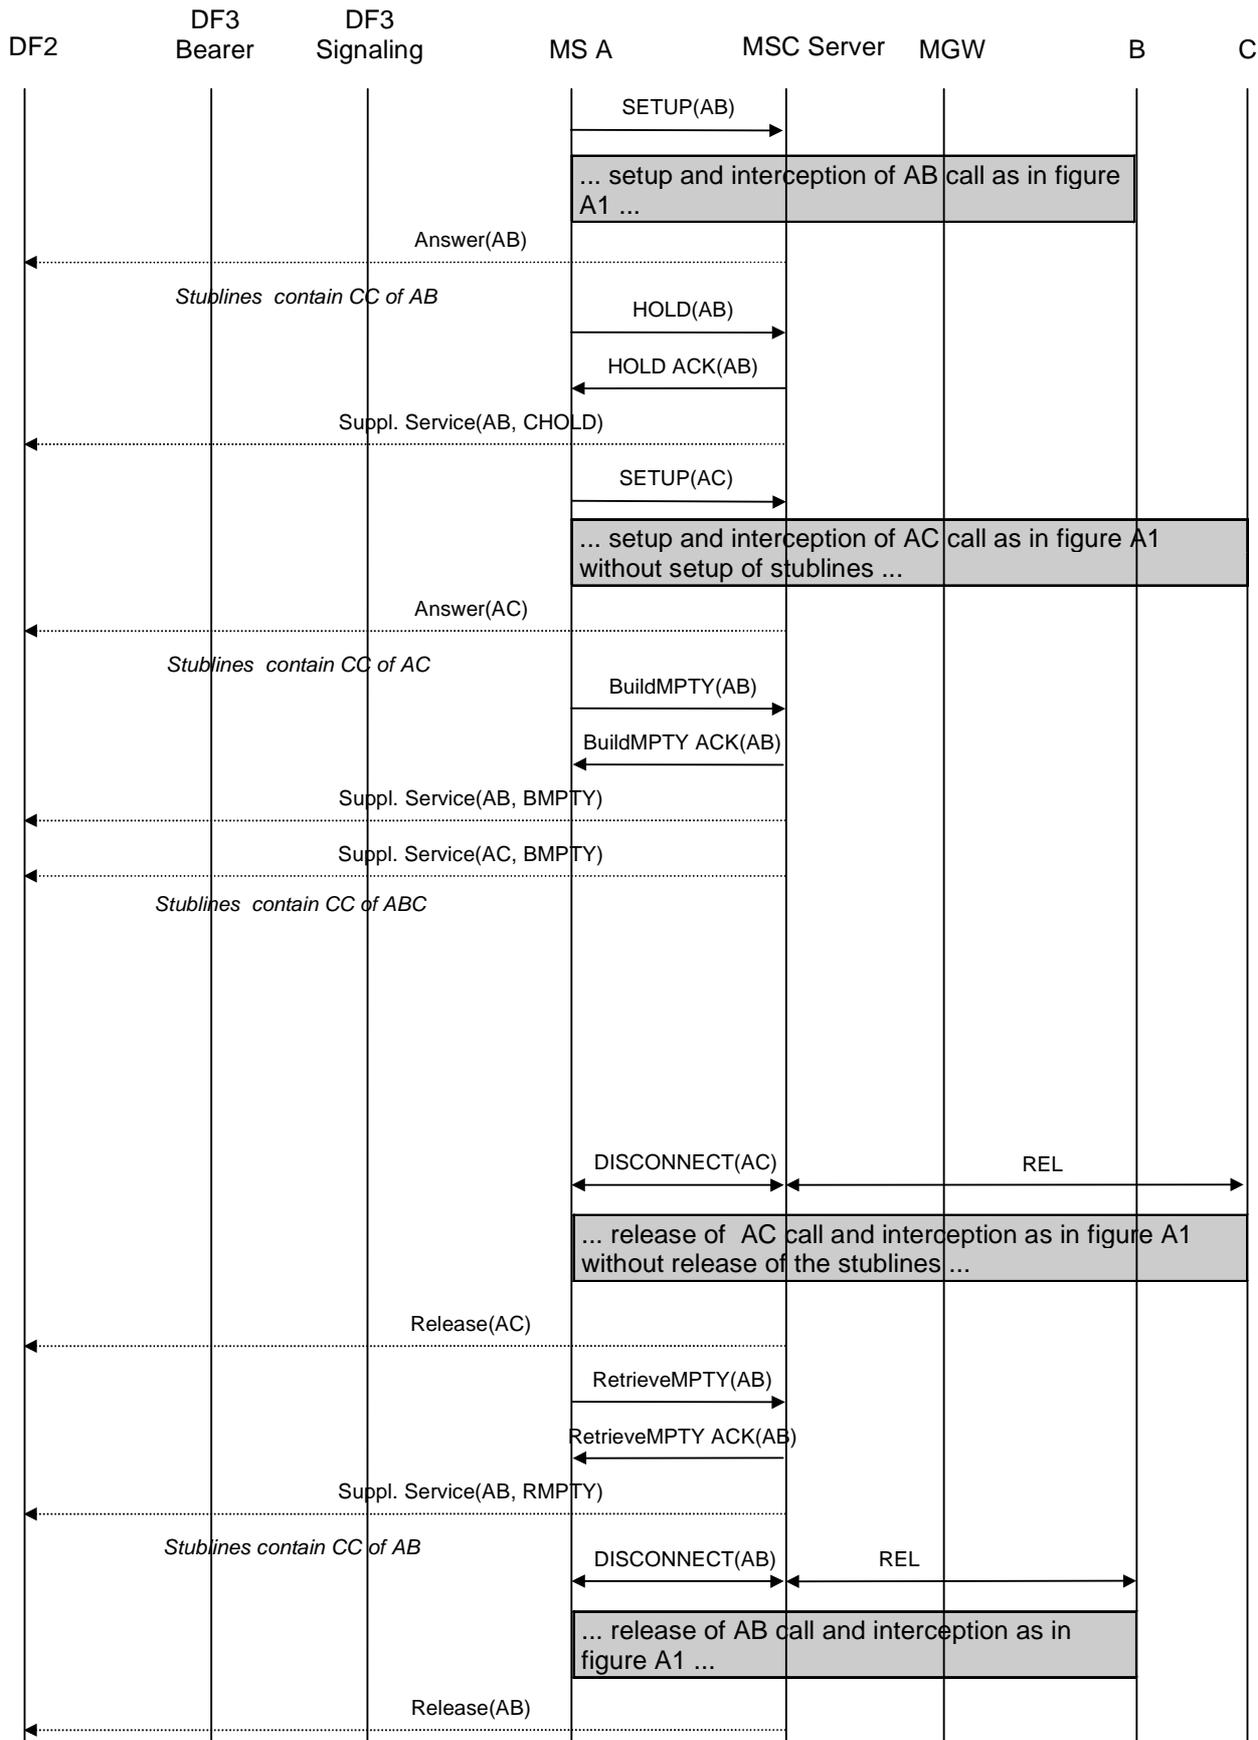 DF2
DF3
Bearer
DF3
Signaling
MS A
MSC Server
MGW
B
C
SETUP(AB)
... setup and interception of AB call as in figure
A1 ...
Answer(AB)
Stublines contain CC of AB
HOLD(AB)
HOLD ACK(AB)
Suppl. Service(AB, CHOLD)
SETUP(AC)
... setup and interception of AC call as in figure A1
without setup of stublines ...
Answer(AC)
Stublines contain CC of AC
BuildMPTY(AB)
BuildMPTY ACK(AB)
Suppl. Service(AB, BMPTY)
Suppl. Service(AC, BMPTY)
Stublines contain CC of ABC
DISCONNECT(AC)
REL
... release of AC call and interception as in figure A1
without release of the stublines ...
Release(AC)
RetrieveMPTY(AB)
RetrieveMPTY ACK(AB)
Suppl. Service(AB, RMPTY)
Stublines contain CC of AB
DISCONNECT(AB)
REL
... release of AB call and interception as in
figure A1 ...
Release(AB)